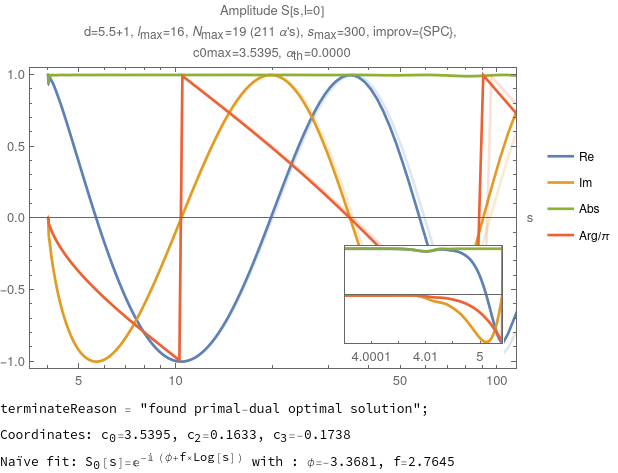 Amplitude S[s,l=0]
d=5.5+1, lmax=16, Nmax=19 (211 α's), smax=300, improv={SPC},
c0max=3.5395, αth=0.0000
1.0
0.5
0.0
-0.5
-1.0
5
10
50
100
s
4.0001
4.01
5
Re
Im
Abs
Arg/π
terminateReason = "found primal-dual optimal solution";
Coordinates: c0=3.5395, c2=0.1633, c3=-0.1738
Naïve fit: S0[s]=e^-i (ϕ+f×Log[s]) with : ϕ=-3.3681, f=2.7645